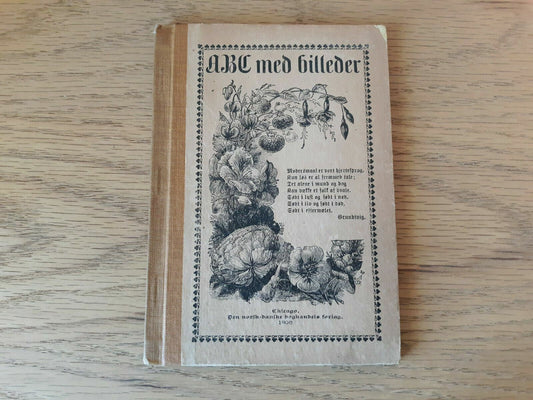 ABC med billeder
Modersmaal er vort hjertesprog,
Kun løs er al fremmed tale;
Det alene i mund og bog
Kan vække et folk af dvale.
Sødt i lyst og sødt i nød,
Sødt i liv og sødt i død,
Sødt i eftermælet.
Grundtvig.
Chicago.
Den norsk-danske boghandels forlag.